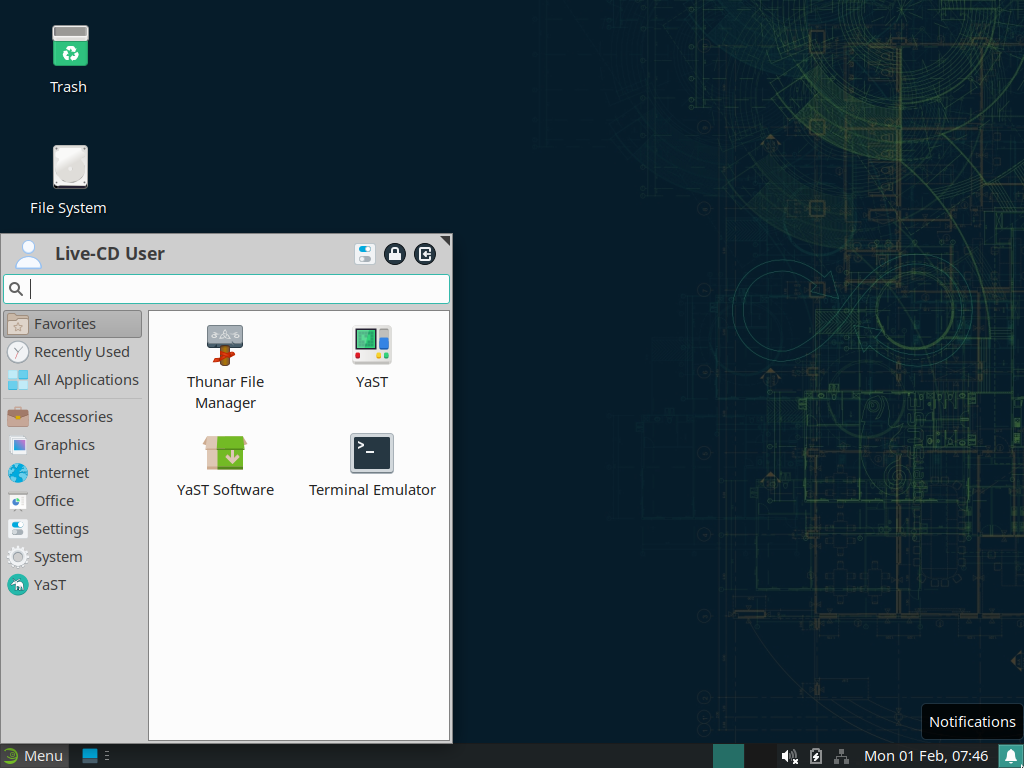 Trash
File System
Live-CD User
Favorites
Recently Used
All Applications
Accessories
Graphics
Internet
Office
Settings
System
YaST
Thunar File
Manager
YaST
YaST Software
Terminal Emulator
Notifications
Menu
Mon 01 Feb, 07:46